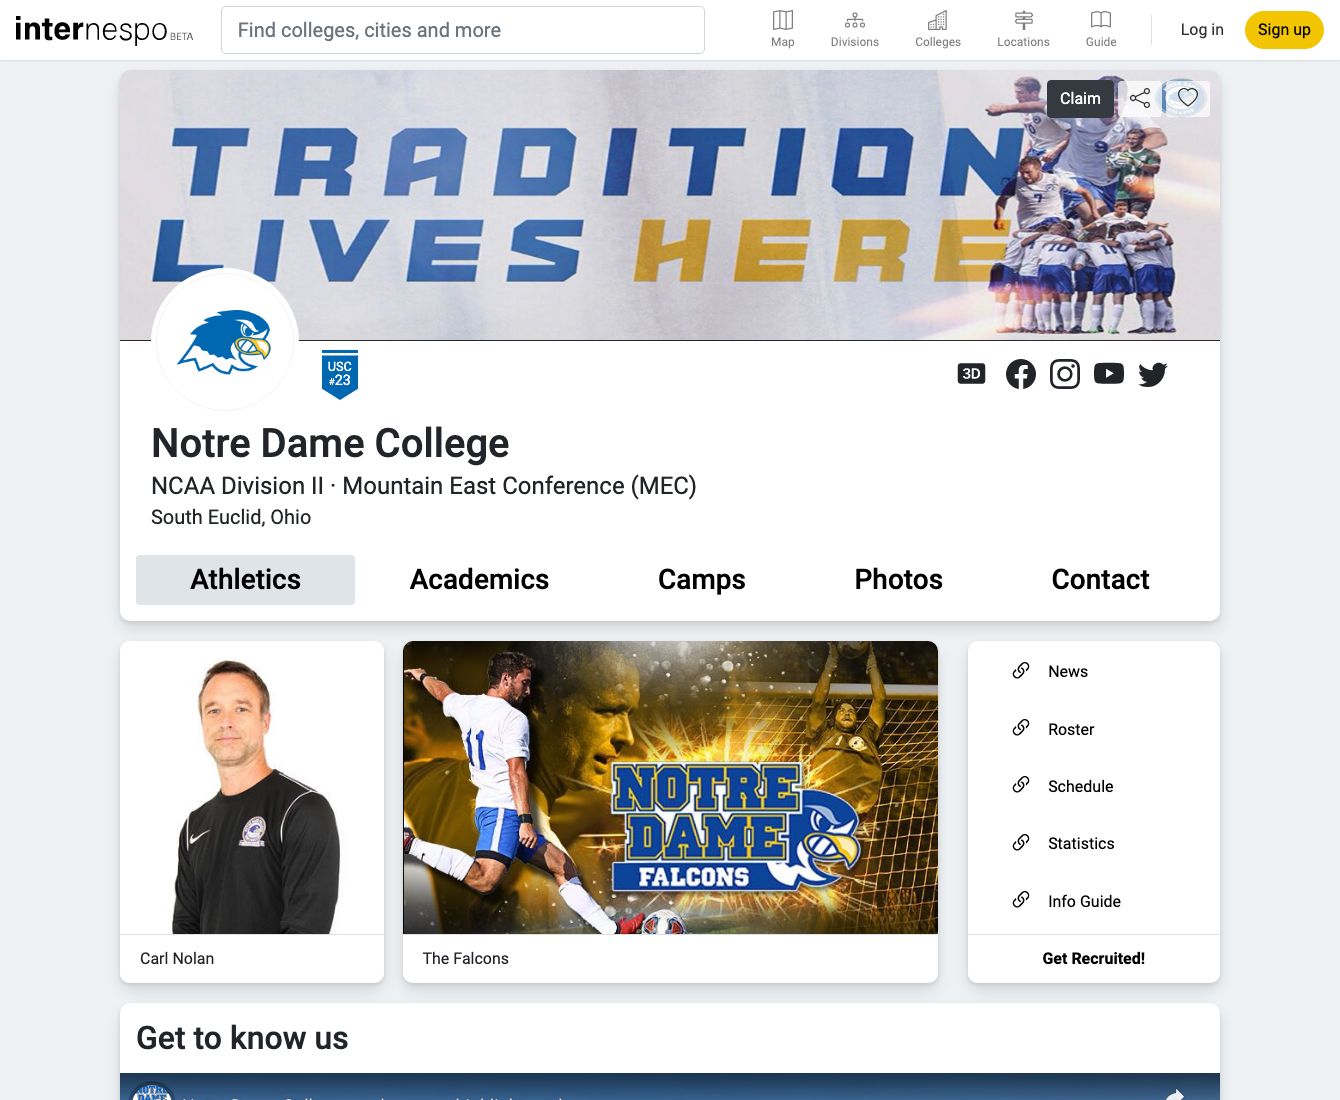 internespo BETA
Find colleges, cities and more
Map
Divisions
Colleges
Locations
Guide
Log in
Sign up
Claim
TRADITION
LIVES HERE
USC
#23
3D
Notre Dame College
NCAA Division II · Mountain East Conference (MEC)
South Euclid, Ohio
Athletics
Academics
Camps
Photos
Contact
11
NOTRE
DAME
FALCONS
News
Roster
Schedule
Statistics
Info Guide
Carl Nolan
The Falcons
Get Recruited!
Get to know us